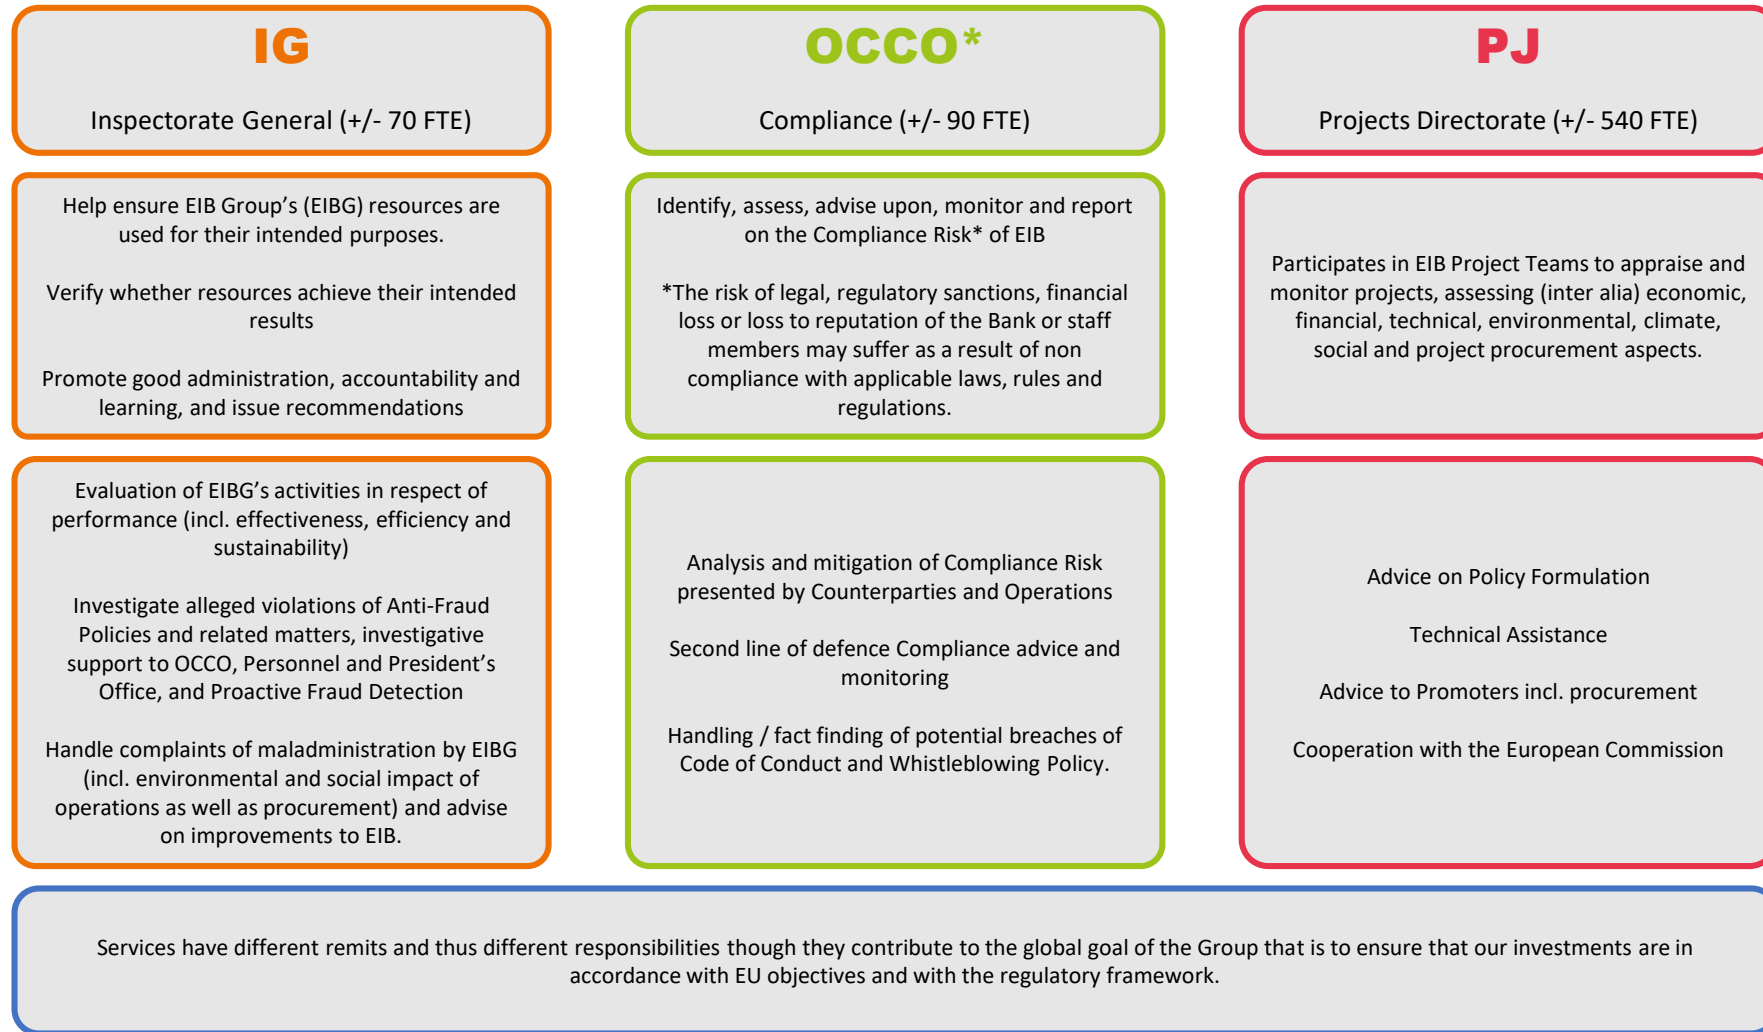 IG
Inspectorate General (+/- 70 FTE)
Help ensure EIB Group’s (EIBG) resources are
used for their intended purposes.
Verify whether resources achieve their intended
results
Promote good administration, accountability and
learning, and issue recommendations
Evaluation of EIBG’s activities in respect of
performance (incl. effectiveness, efficiency and
sustainability)
Investigate alleged violations of Anti-Fraud
Policies and related matters, investigative
support to OCCO, Personnel and President’s
Office, and Proactive Fraud Detection
Handle complaints of maladministration by EIBG
(incl. environmental and social impact of
operations as well as procurement) and advise
on improvements to EIB.
OCCO*
Compliance (+/- 90 FTE)
Identify, assess, advise upon, monitor and report
on the Compliance Risk* of EIB
*The risk of legal, regulatory sanctions, financial
loss or loss to reputation of the Bank or staff
members may suffer as a result of non
compliance with applicable laws, rules and
regulations.
Analysis and mitigation of Compliance Risk
presented by Counterparties and Operations
Second line of defence Compliance advice and
monitoring
Handling / fact finding of potential breaches of
Code of Conduct and Whistleblowing Policy.
PJ
Projects Directorate (+/- 540 FTE)
Participates in EIB Project Teams to appraise and
monitor projects, assessing (inter alia) economic,
financial, technical, environmental, climate,
social and project procurement aspects.
Advice on Policy Formulation
Technical Assistance
Advice to Promoters incl. procurement
Cooperation with the European Commission
Services have different remits and thus different responsibilities though they contribute to the global goal of the Group that is to ensure that our investments are in
accordance with EU objectives and with the regulatory framework.